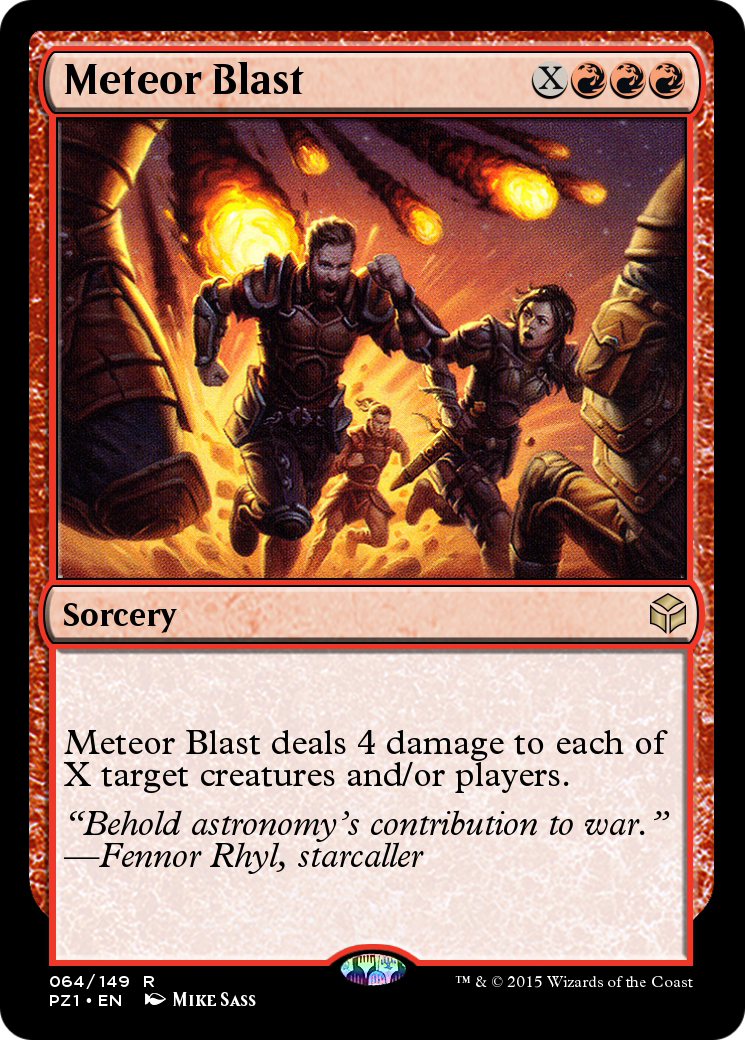 Meteor Blast X
Sorcery
Meteor Blast deals 4 damage to each of
X target creatures and/or players.
“Behold astronomy’s contribution to war.”
—Fennor Rhyl, starcaller
064/149 R
™ & © 2015 Wizards of the Coast
PZ1 • EN Mike Sass